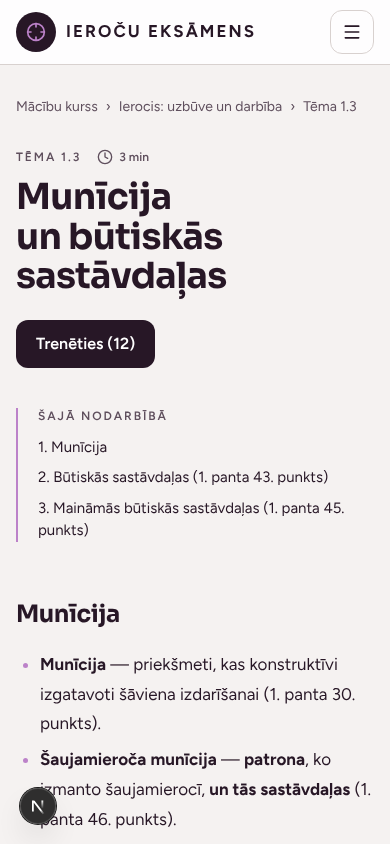 IEROČU EKSĀMENS
Mācību kurss › Ierocis: uzbūve un darbība › Tēma 1.3
TĒMA 1.3 3 min
Munīcija
un būtiskās
sastāvdaļas
Trenēties (12)
ŠAJĀ NODARBĪBĀ
1. Munīcija
2. Būtiskās sastāvdaļas (1. panta 43. punkts)
3. Maināmās būtiskās sastāvdaļas (1. panta 45.
punkts)
Munīcija
Munīcija — priekšmeti, kas konstruktīvi
izgatavoti šāviena izdarīšanai (1. panta 30.
punkts).
Šaujamieroča munīcija — patrona, ko
izmanto šaujamierocī, un tās sastāvdaļas (1.
panta 46. punkts).
N